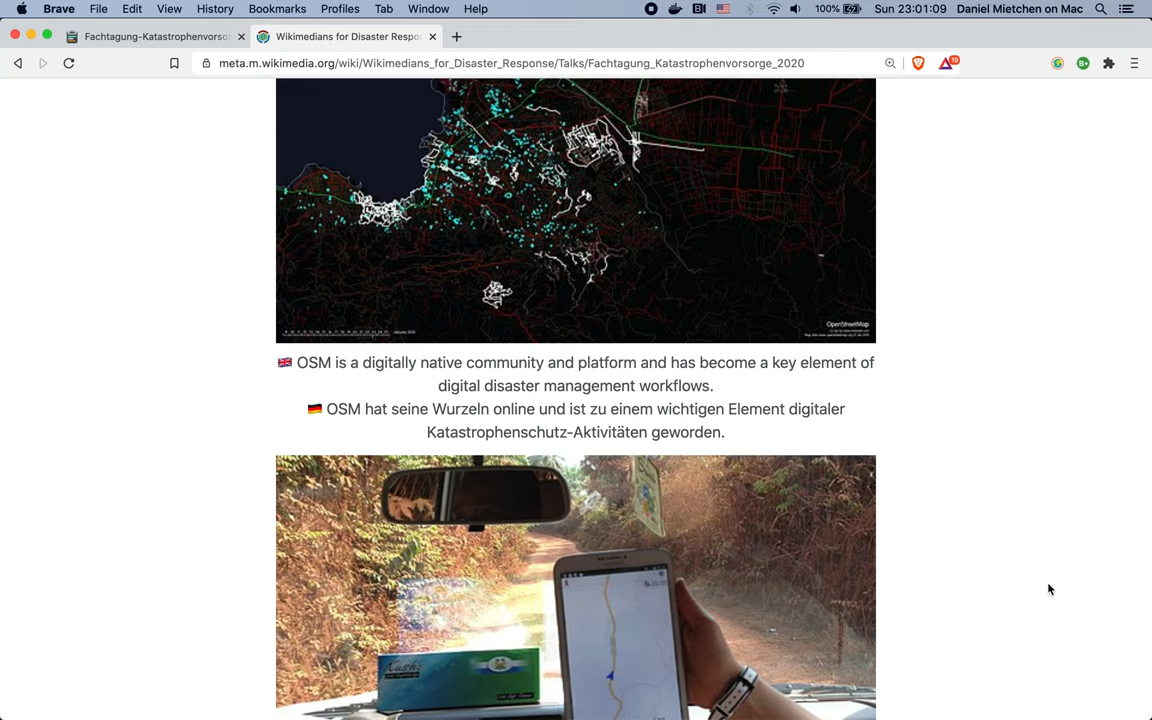 Brave File Edit View History Bookmarks Profiles Tab Window Help 100% Sun 23:01:09 Daniel Mietchen on Mac
Fachtagung-Katastrophenvorso
Wikimedians for Disaster Respo
meta.m.wikimedia.org/wiki/Wikimedians_for_Disaster_Response/Talks/Fachtagung_Katastrophenvorsorge_2020
19
OpenStreetMap
OSM is a digitally native community and platform and has become a key element of
digital disaster management workflows.
OSM hat seine Wurzeln online und ist zu einem wichtigen Element digitaler
Katastrophenschutz-Aktivitäten geworden.